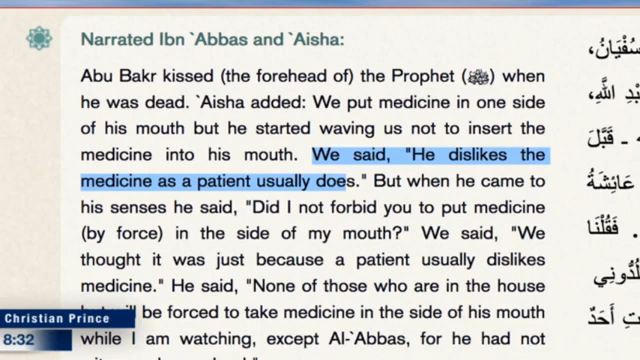 Narrated Ibn `Abbas and `Aisha:
Abu Bakr kissed (the forehead of) the Prophet (ﷺ) when
he was dead. `Aisha added: We put medicine in one side
of his mouth but he started waving us not to insert the
medicine into his mouth. We said, "He dislikes the
medicine as a patient usually does." But when he came to
his senses he said, "Did I not forbid you to put medicine
(by force) in the side of my mouth?" We said, "We
thought it was just because a patient usually dislikes
medicine." He said, "None of those who are in the house
will be forced to take medicine in the side of his mouth
while I am watching, except Al-`Abbas, for he had not
سُفْيَانُ،
ـ قَبَّلَ
عَائِشَةُ
فَقُلْنَا
أَحَدٌ
Christian Prince
8:32